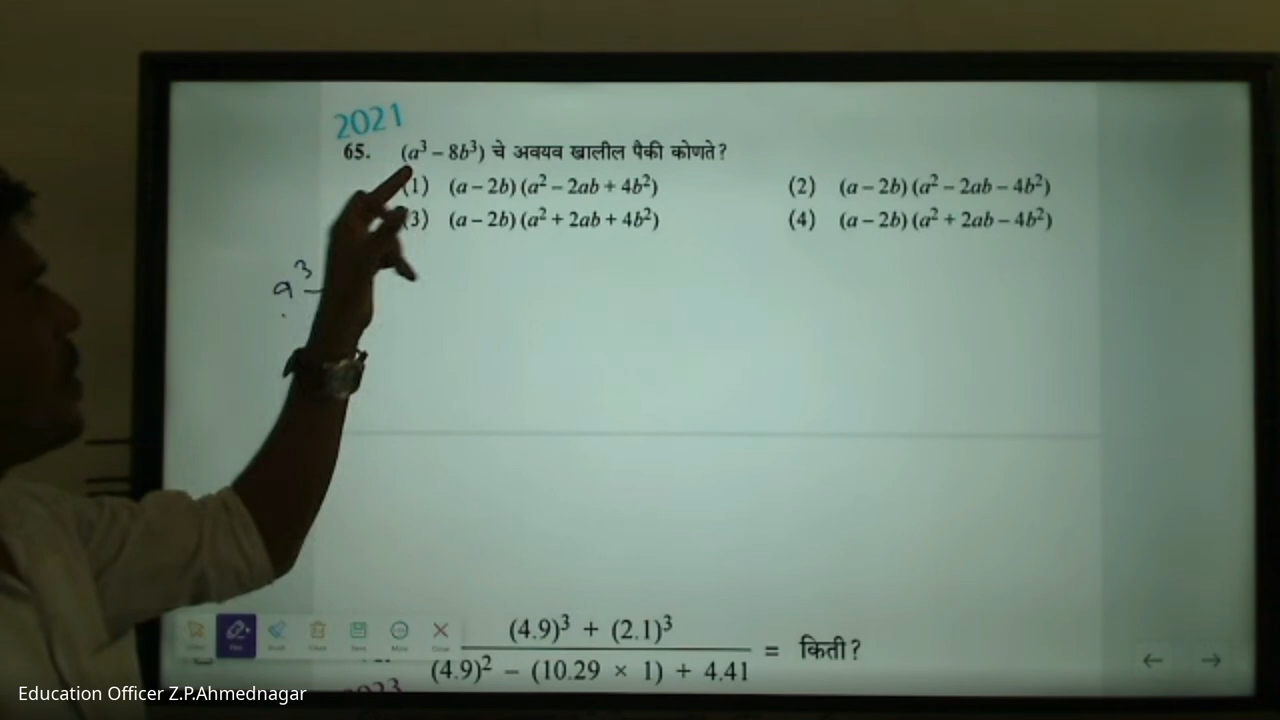 2021
65. (a³ – 8b³) चे अवयव खालील पैकी कोणते?
(1) (a – 2b) (a² – 2ab + 4b²) (2) (a – 2b) (a² – 2ab – 4b²)
(3) (a – 2b) (a² + 2ab + 4b²) (4) (a – 2b) (a² + 2ab – 4b²)
a³ –
(4.9)³ + (2.1)³
= किती?
(4.9)² – (10.29 × 1) + 4.41
Education Officer Z.P.Ahmednagar